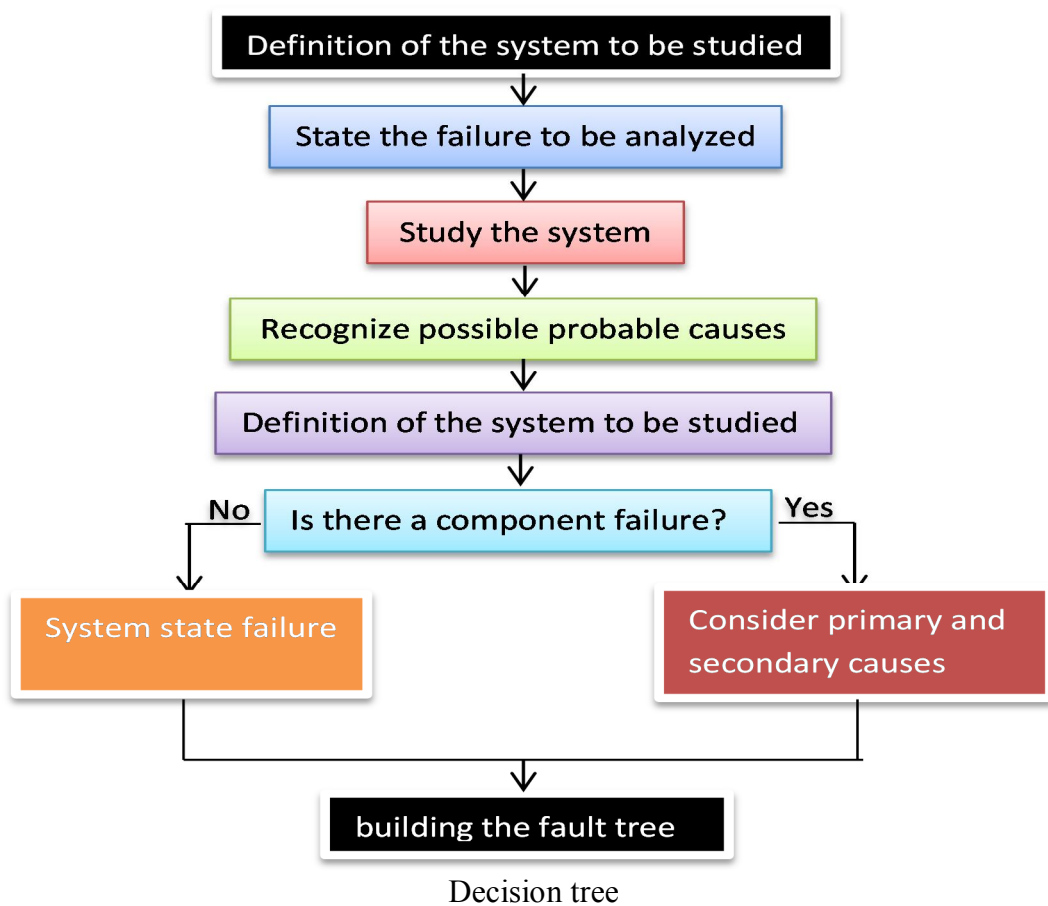 Definition of the system to be studied
State the failure to be analyzed
Study the system
Recognize possible probable causes
Definition of the system to be studied
No
Is there a component failure?
Yes
System state failure
Consider primary and
secondary causes
building the fault tree
Decision tree